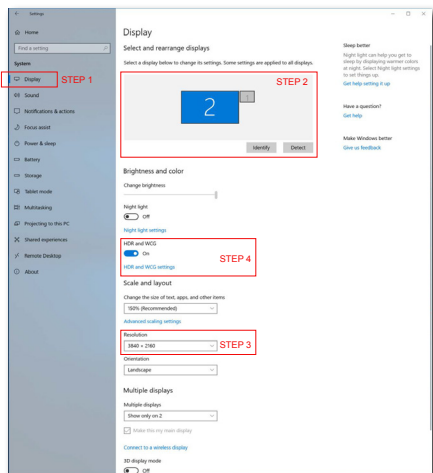 Settings
Home
Find a setting
System
Display
STEP 1
Sound
Notifications & actions
Focus assist
Power & sleep
Battery
Storage
Tablet mode
Multitasking
Projecting to this PC
Shared experiences
Remote Desktop
About
Display
Select and rearrange displays
Select a display below to change its settings. Some settings are applied to all displays.
STEP 2
2
1
Identify
Detect
Brightness and color
Change brightness
Night light
Off
Night light settings
HDR and WCG
On
STEP 4
HDR and WCG settings
Scale and layout
Change the size of text, apps, and other items
150% (Recommended)
Advanced scaling settings
Resolution
3840 × 2160
STEP 3
Orientation
Landscape
Multiple displays
Multiple displays
Show only on 2
Make this my main display
Connect to a wireless display
3D display mode
Off
Sleep better
Night light can help you get to
sleep by displaying warmer colors
at night. Select Night light settings
to set things up.
Get help setting it up
Have a question?
Get help
Make Windows better
Give us feedback